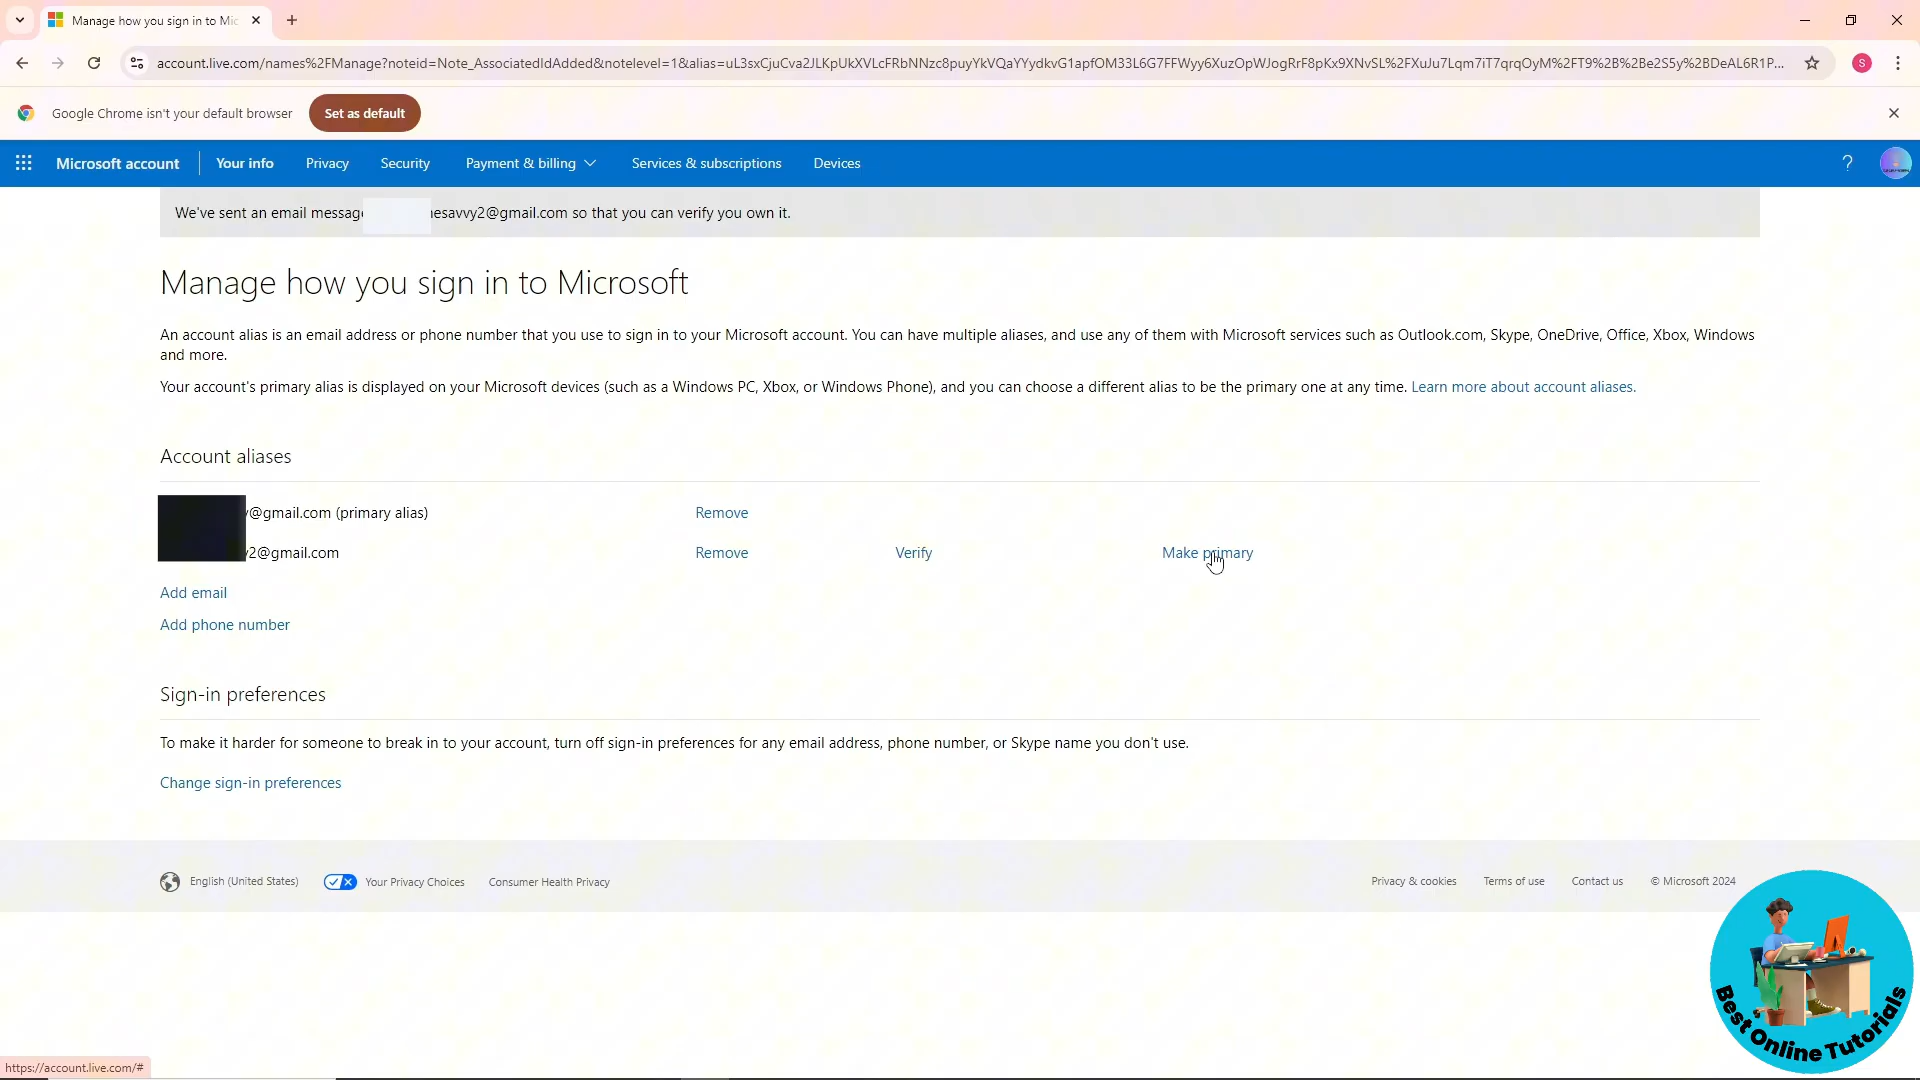 Manage how you sign in to Mic
account.live.com/names%2FManage?noteid=Note_AssociatedIdAdded&notelevel=1&alias=uL3sxCjuCva2JLKpUkXVLcFRbNNzc8puyYkVQaYYydkvG1apfOM33L6G7FFWyy6XuzOpWJogRrF8pKx9XNvSL%2FXuJu7Lqm7iT7qrqOyM%2FT9%2B%2Be2S5y%2BDeAL6R1P...
S
Google Chrome isn't your default browser
Set as default
Microsoft account
Your info
Privacy
Security
Payment & billing
Services & subscriptions
Devices
?
We've sent an email message
esavvy2@gmail.com so that you can verify you own it.
Manage how you sign in to Microsoft
An account alias is an email address or phone number that you use to sign in to your Microsoft account. You can have multiple aliases, and use any of them with Microsoft services such as Outlook.com, Skype, OneDrive, Office, Xbox, Windows
and more.
Your account's primary alias is displayed on your Microsoft devices (such as a Windows PC, Xbox, or Windows Phone), and you can choose a different alias to be the primary one at any time. Learn more about account aliases.
Account aliases
@gmail.com (primary alias)
Remove
2@gmail.com
Remove
Verify
Make primary
Add email
Add phone number
Sign-in preferences
To make it harder for someone to break in to your account, turn off sign-in preferences for any email address, phone number, or Skype name you don't use.
Change sign-in preferences
English (United States)
Your Privacy Choices
Consumer Health Privacy
Privacy & cookies
Terms of use
Contact us
© Microsoft 2024
Best Online Tutorials
https://account.live.com/#